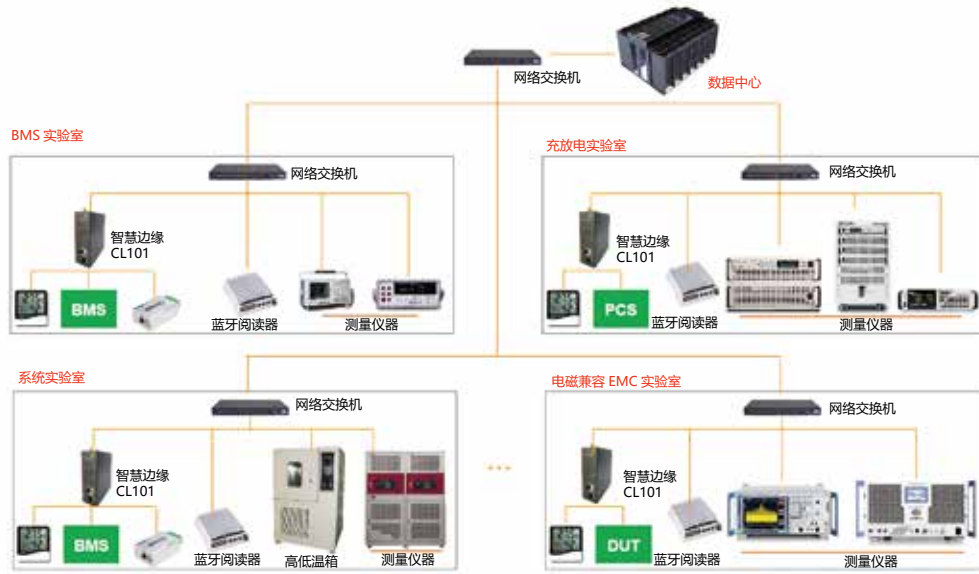 网络交换机
数据中心
BMS 实验室
网络交换机
智慧边缘
CL101
BMS
蓝牙阅读器
测量仪器
充放电实验室
网络交换机
智慧边缘
CL101
PCS
蓝牙阅读器
测量仪器
系统实验室
网络交换机
智慧边缘
CL101
BMS
蓝牙阅读器
高低温箱
测量仪器
...
电磁兼容 EMC 实验室
网络交换机
智慧边缘
CL101
DUT
蓝牙阅读器
测量仪器